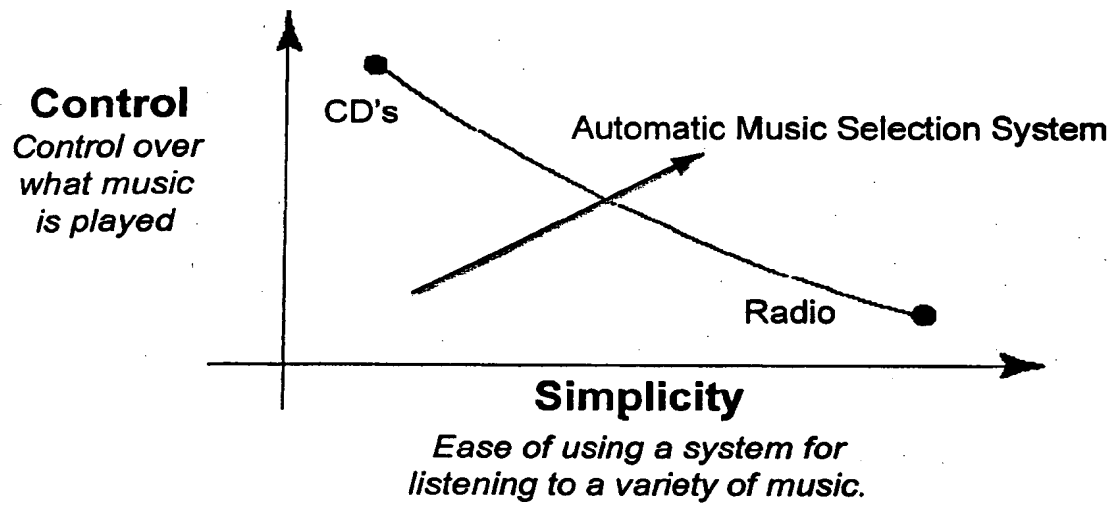 Control
Control over
what music
is played
CD's
Automatic Music Selection System
Radio
Simplicity
Ease of using a system for
listening to a variety of music.